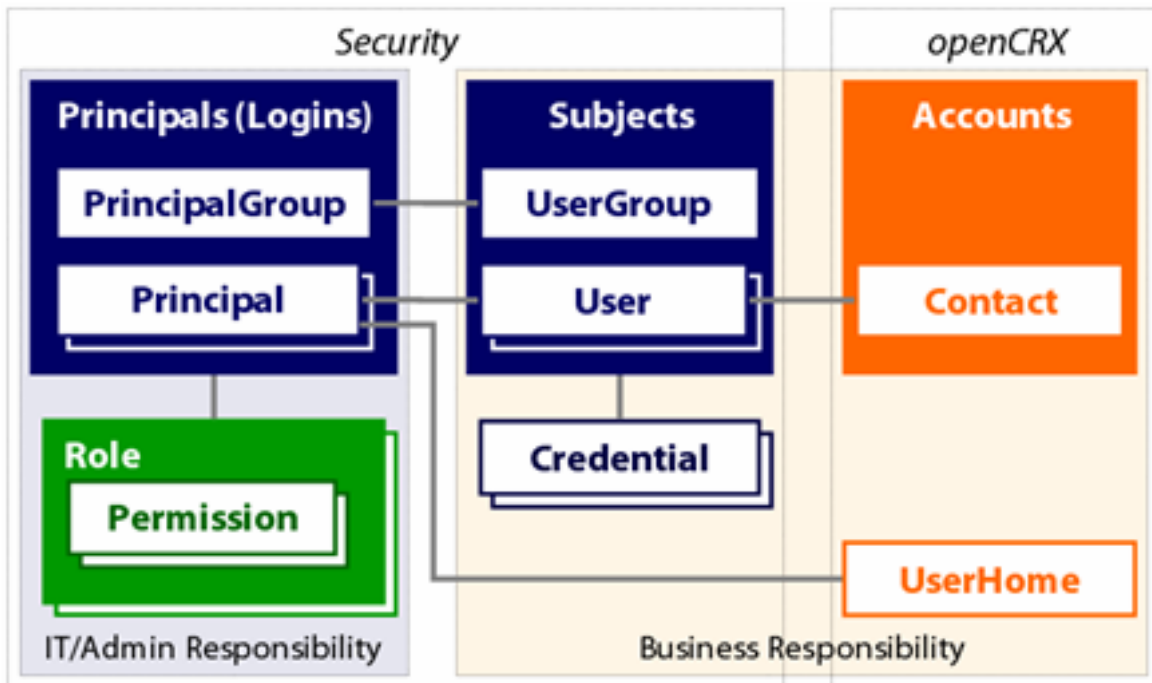 Security
openCRX
Principals (Logins)
Subjects
Accounts
PrincipalGroup
UserGroup
Principal
User
Contact
Role
Credential
Permission
UserHome
IT/Admin Responsibility
Business Responsibility